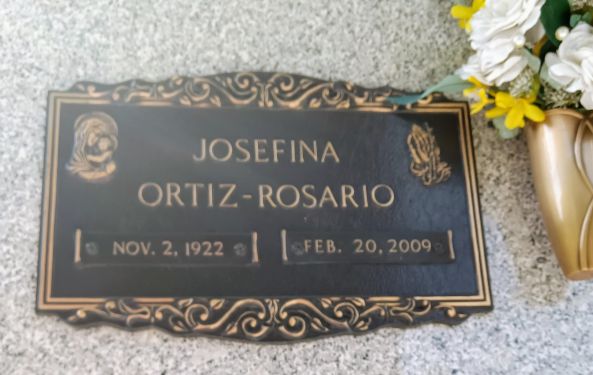 JOSEFINA
ORTIZ-ROSARIO
NOV. 2, 1922 FEB. 20, 2009